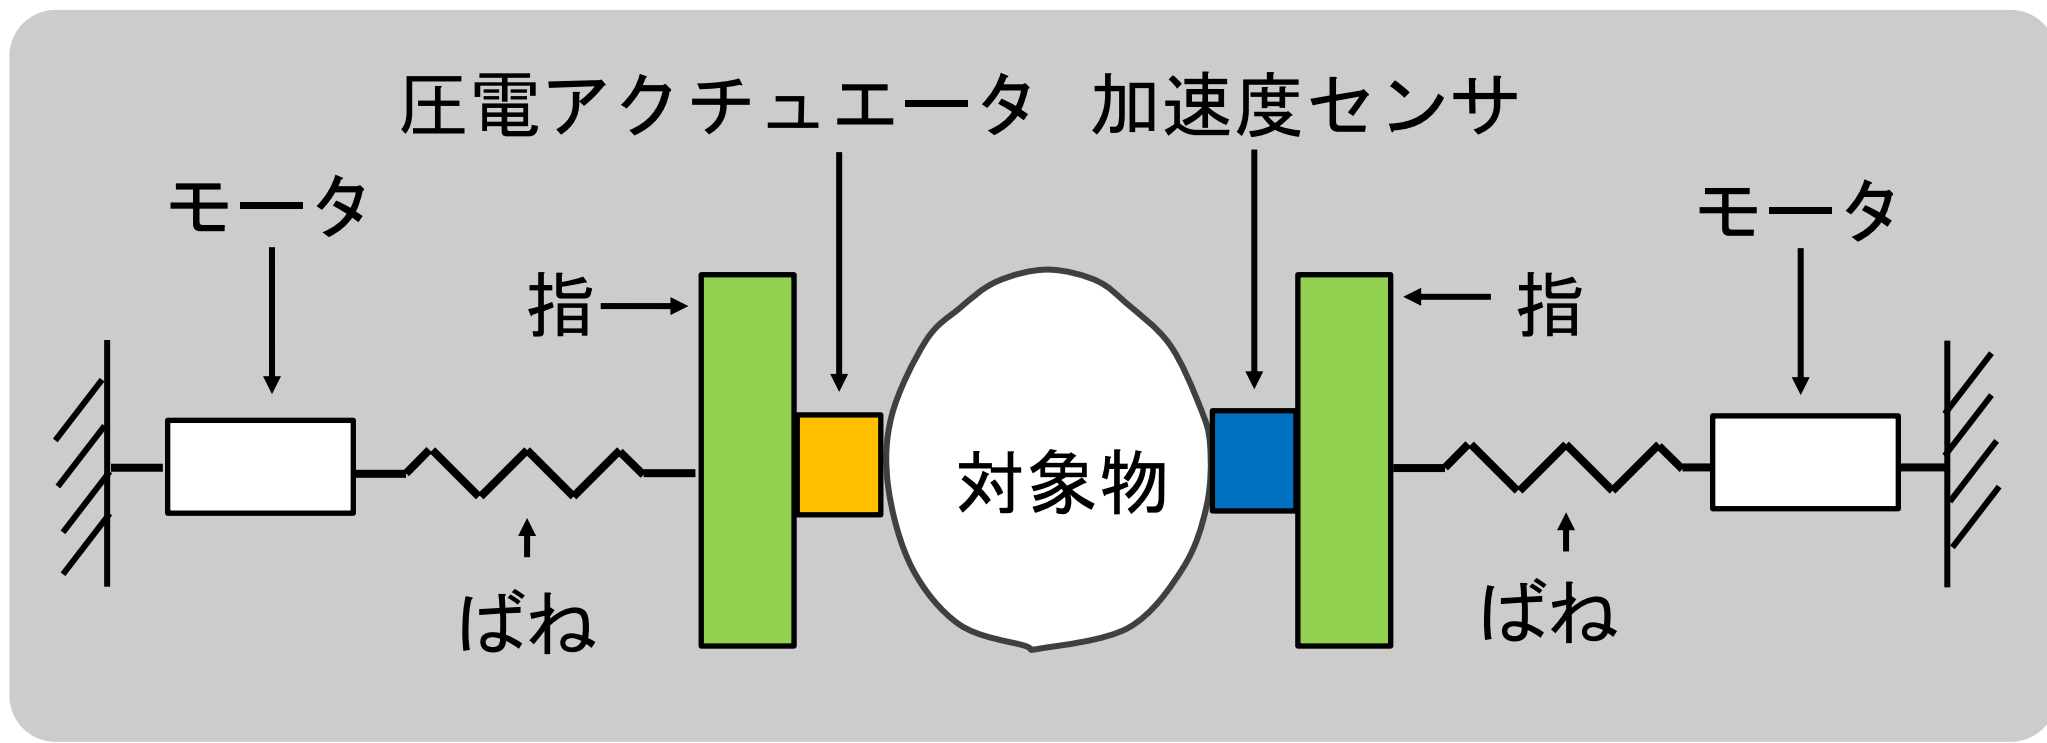 圧電アクチュエータ
加速度センサ
モータ
モータ
指
指
対象物
ばね
ばね